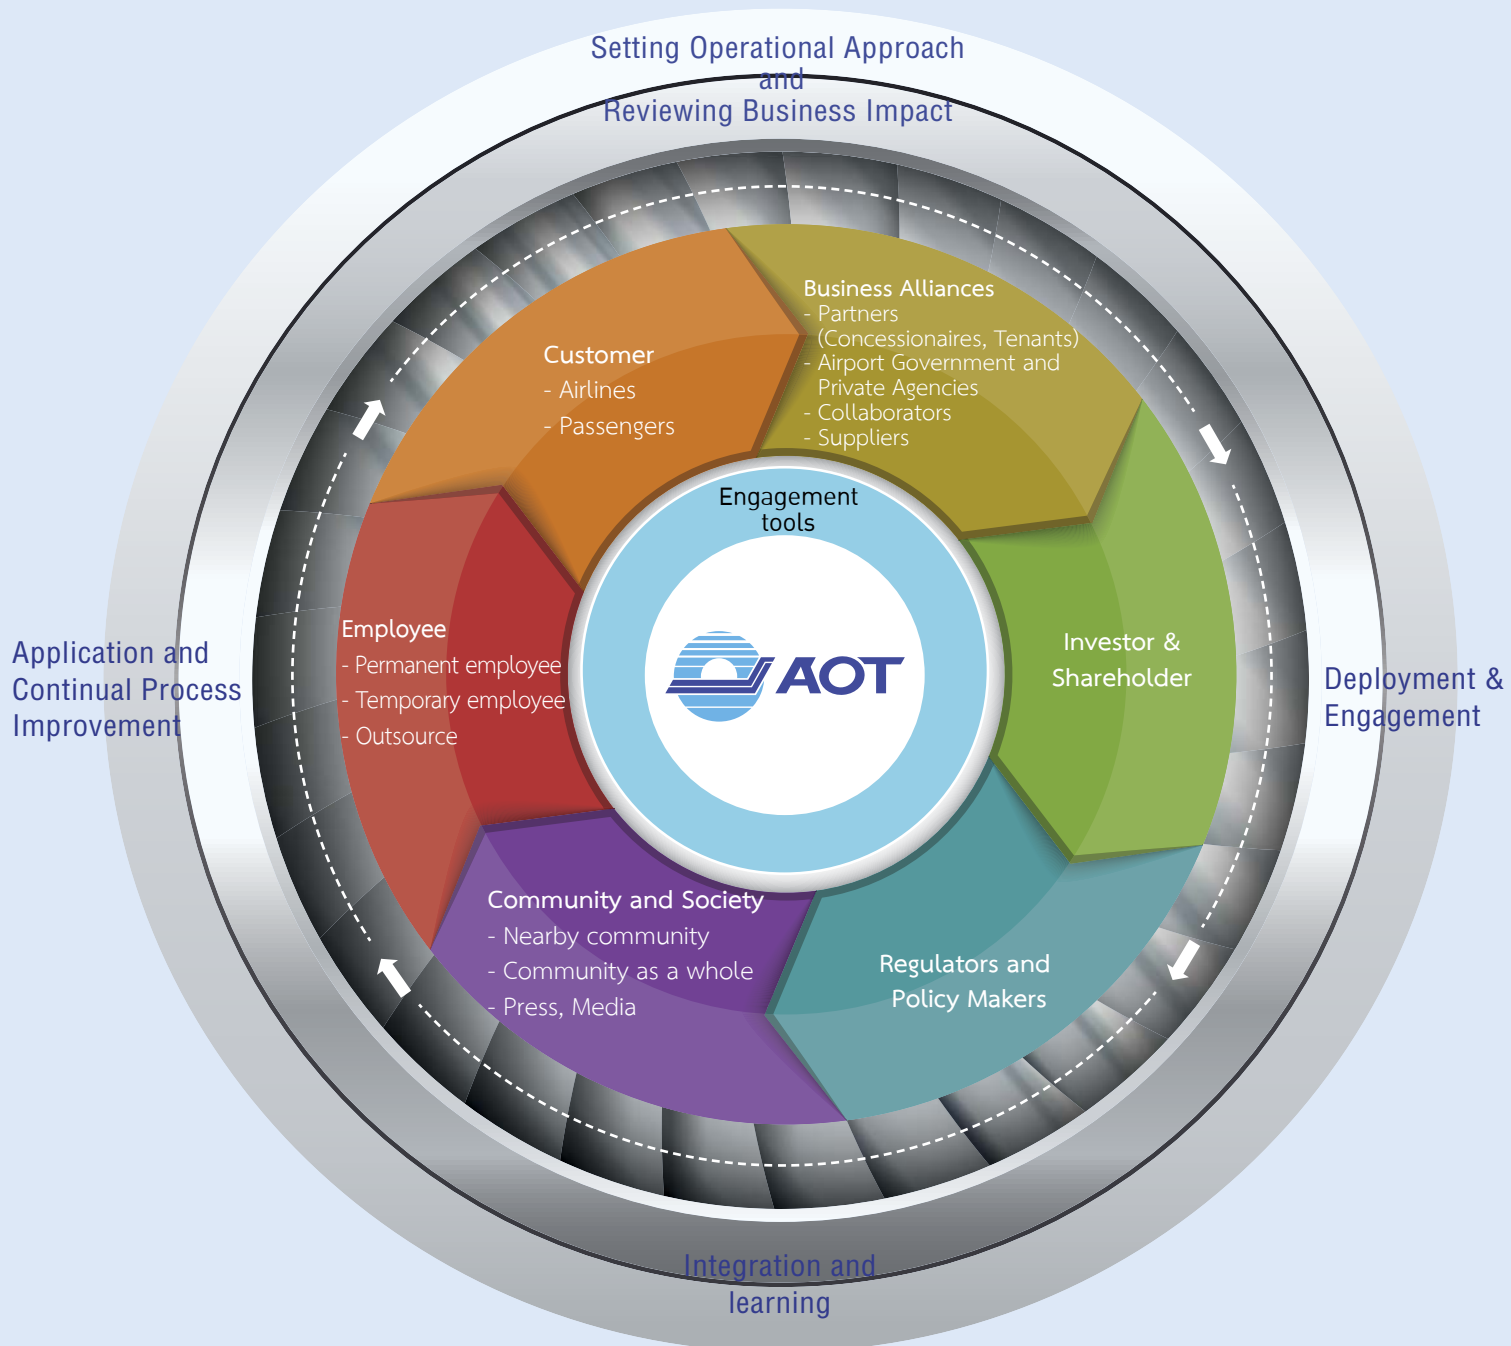 Setting Operational Approach
and
Reviewing Business Impact
Business Alliances
- Partners
(Concessionaires, Tenants)
- Airport Government and
Private Agencies
- Collaborators
- Suppliers
Customer
- Airlines
- Passengers
Engagement
tools
AOT
Investor &
Shareholder
Employee
- Permanent employee
- Temporary employee
- Outsource
Application and
Continual Process
Improvement
Deployment &
Engagement
Community and Society
- Nearby community
- Community as a whole
- Press, Media
Regulators and
Policy Makers
Integration and
learning